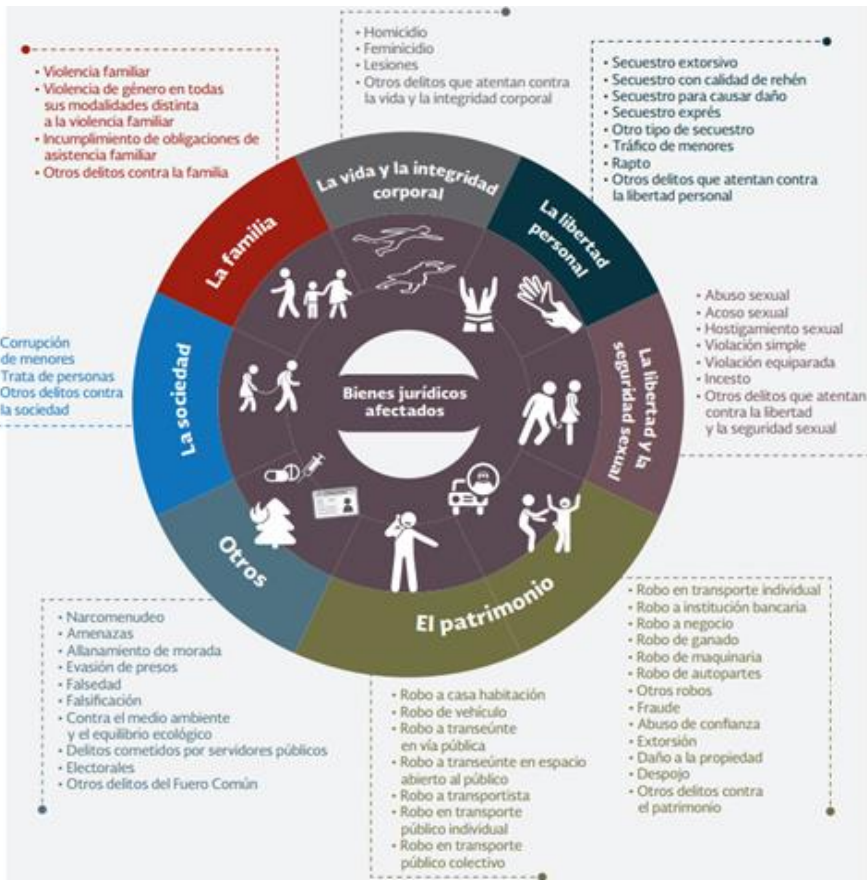 • Homicidio
• Feminicidio
• Lesiones
• Otros delitos que atentan contra
la vida y la integridad corporal
• Violencia familiar
• Violencia de género en todas
sus modalidades distinta
a la violencia familiar
• Incumplimiento de obligaciones de
asistencia familiar
• Otros delitos contra la familia
• Secuestro extorsivo
• Secuestro con calidad de rehén
• Secuestro para causar daño
• Secuestro exprés
• Otro tipo de secuestro
• Tráfico de menores
• Rapto
• Otros delitos que atentan contra
la libertad personal
La vida y la integridad
corporal
La familia
La libertad
personal
• Abuso sexual
• Acoso sexual
• Hostigamiento sexual
• Violación simple
• Violación equiparada
• Incesto
• Otros delitos que atentan
contra la libertad
y la seguridad sexual
La libertad y la
seguridad sexual
Corrupción
de menores
Trata de personas
Otros delitos contra
la sociedad
La sociedad
Bienes jurídicos
afectados
Otros
El patrimonio
• Narcomenudeo
• Amenazas
• Allanamiento de morada
• Evasión de presos
• Falsedad
• Falsificación
• Contra el medio ambiente
y el equilibrio ecológico
• Delitos cometidos por servidores públicos
• Electorales
• Otros delitos del Fuero Común
• Robo a casa habitación
• Robo de vehículo
• Robo a transeúnte
en vía pública
• Robo a transeúnte en espacio
abierto al público
• Robo a transportista
• Robo en transporte
público individual
• Robo en transporte
público colectivo
• Robo en transporte individual
• Robo a institución bancaria
• Robo a negocio
• Robo de ganado
• Robo de maquinaria
• Robo de autopartes
• Otros robos
• Fraude
• Abuso de confianza
• Extorsión
• Daño a la propiedad
• Despojo
• Otros delitos contra
el patrimonio